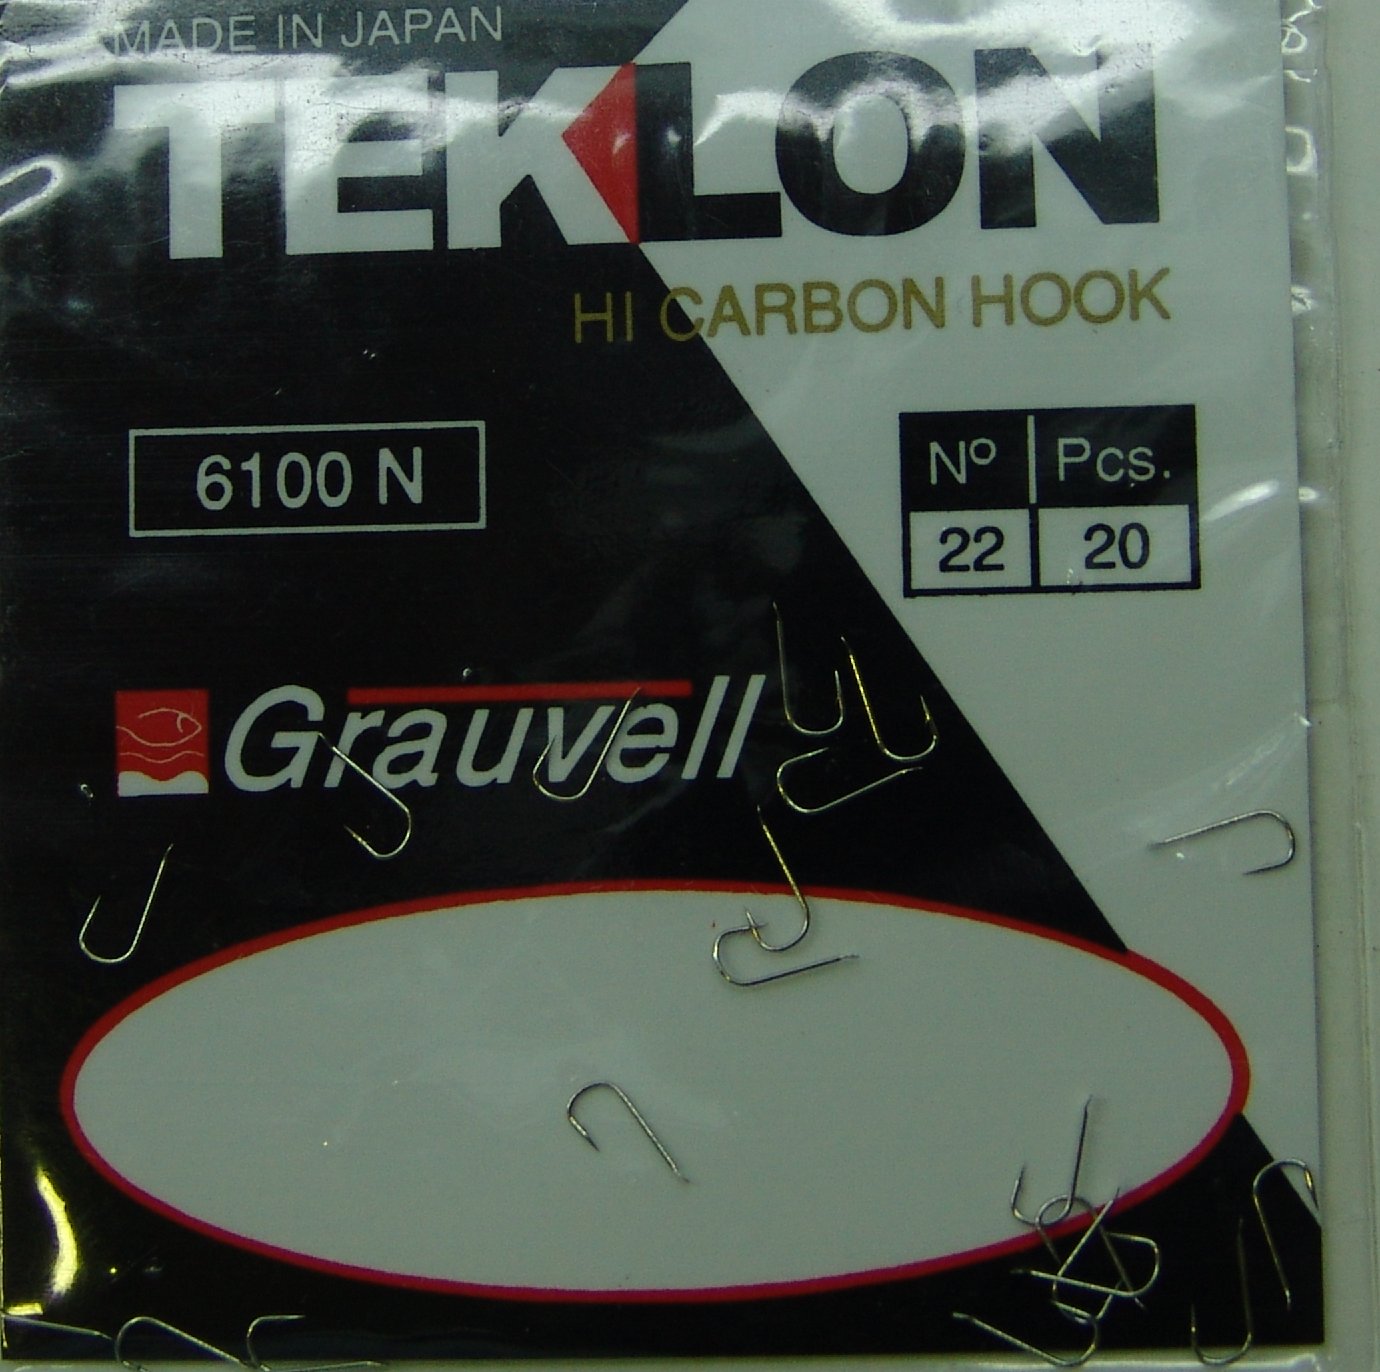 MADE IN JAPAN
TEKLON
HI CARBON HOOK
6100 N
Nº Pcs.
22 20
Grauvell